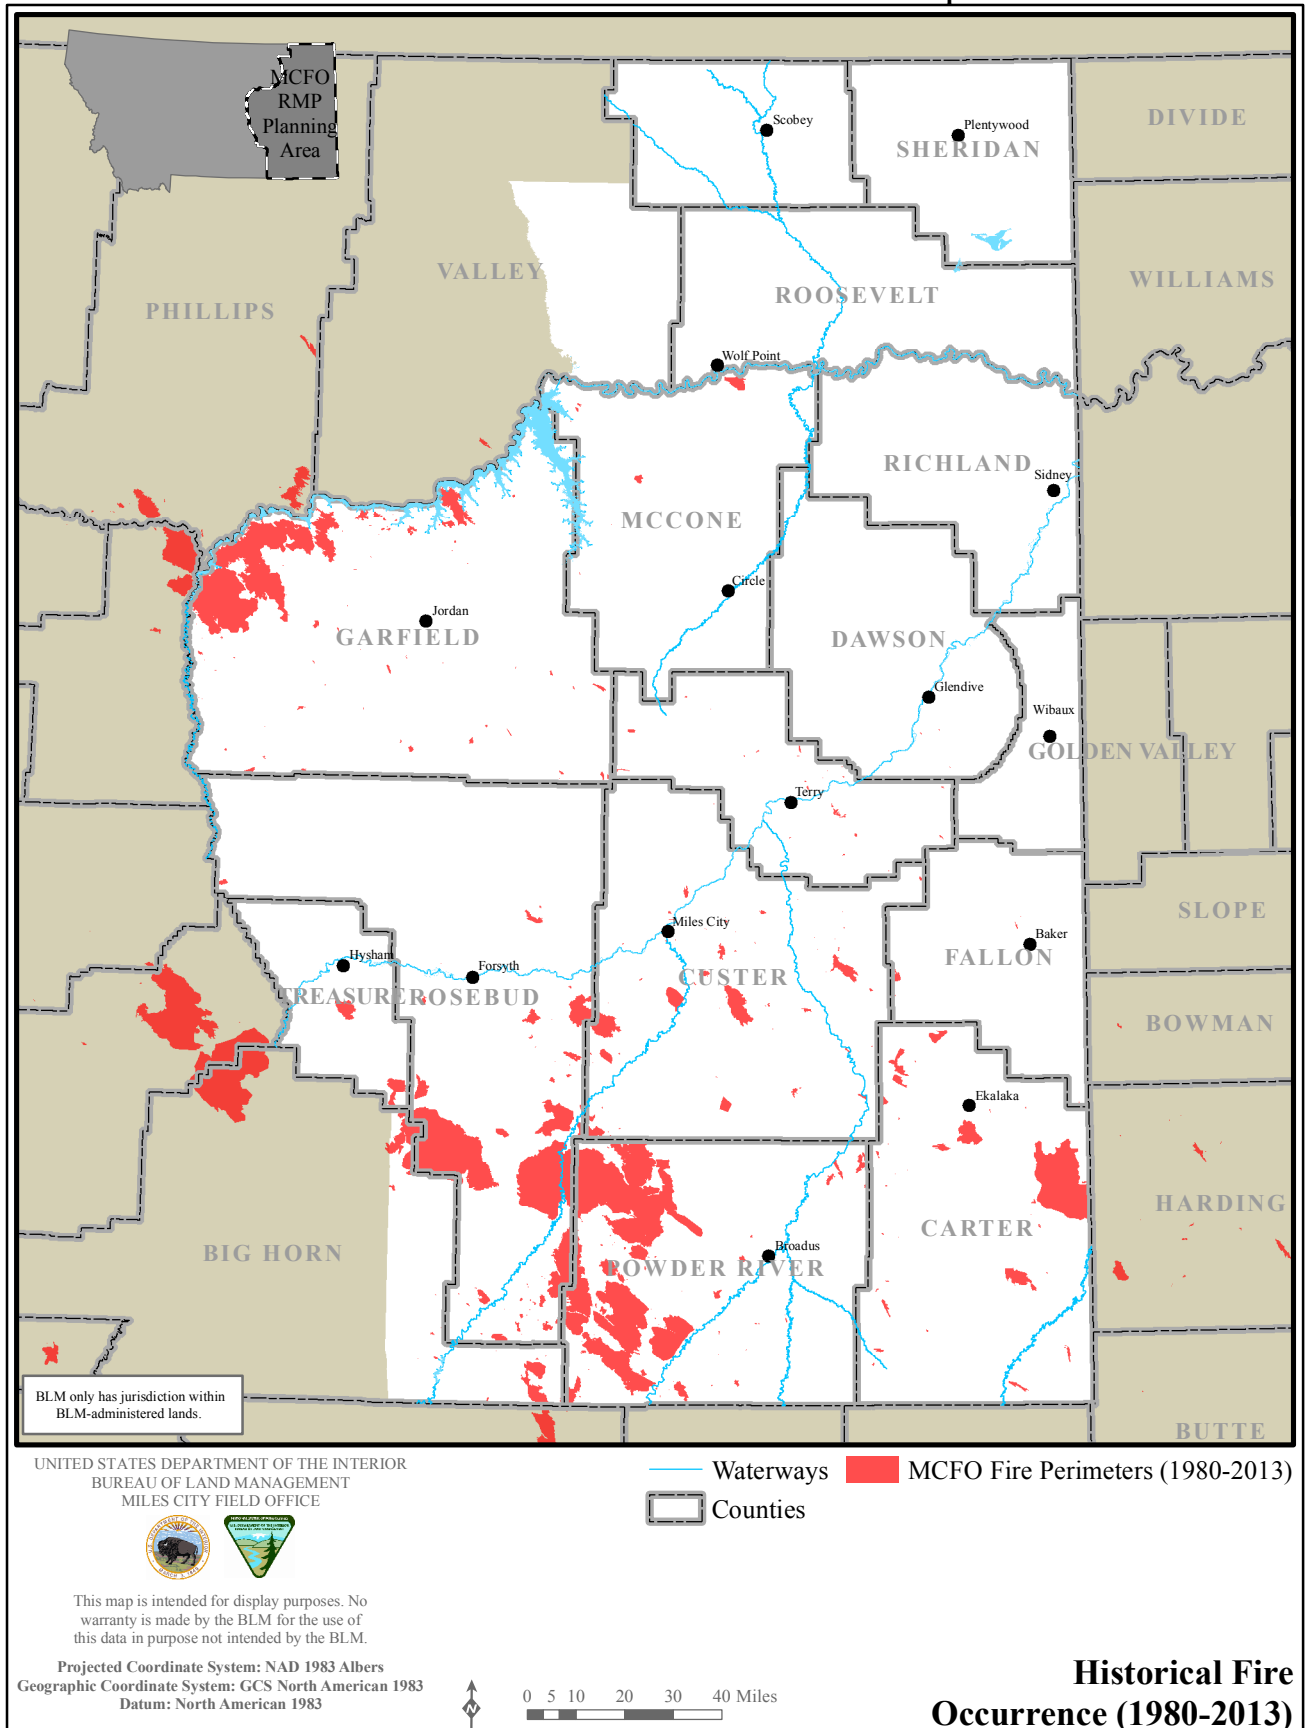 MCFO
RMP
Planning
Area
Scobey
Plentywood
SHERIDAN
DIVIDE
VALLEY
PHILLIPS
ROOSEVELT
WILLIAMS
Wolf Point
RICHLAND
Sidney
MCCONE
Circle
Jordan
GARFIELD
DAWSON
Glendive
Wibaux
GOLDEN VALLEY
Terry
Miles City
CUSTER
SLOPE
Baker
FALLON
Hysham
Forsyth
TREASURE
ROSEBUD
BOWMAN
Ekalaka
HARDING
CARTER
BIG HORN
Broadus
POWDER RIVER
BUTTE
BLM only has jurisdiction within
BLM-administered lands.
UNITED STATES DEPARTMENT OF THE INTERIOR
BUREAU OF LAND MANAGEMENT
MILES CITY FIELD OFFICE
Waterways
MCFO Fire Perimeters (1980-2013)
Counties
This map is intended for display purposes. No
warranty is made by the BLM for the use of
this data in purpose not intended by the BLM.
Projected Coordinate System: NAD 1983 Albers
Geographic Coordinate System: GCS North American 1983
Datum: North American 1983
N
0 5 10 20 30 40 Miles
Historical Fire
Occurrence (1980-2013)